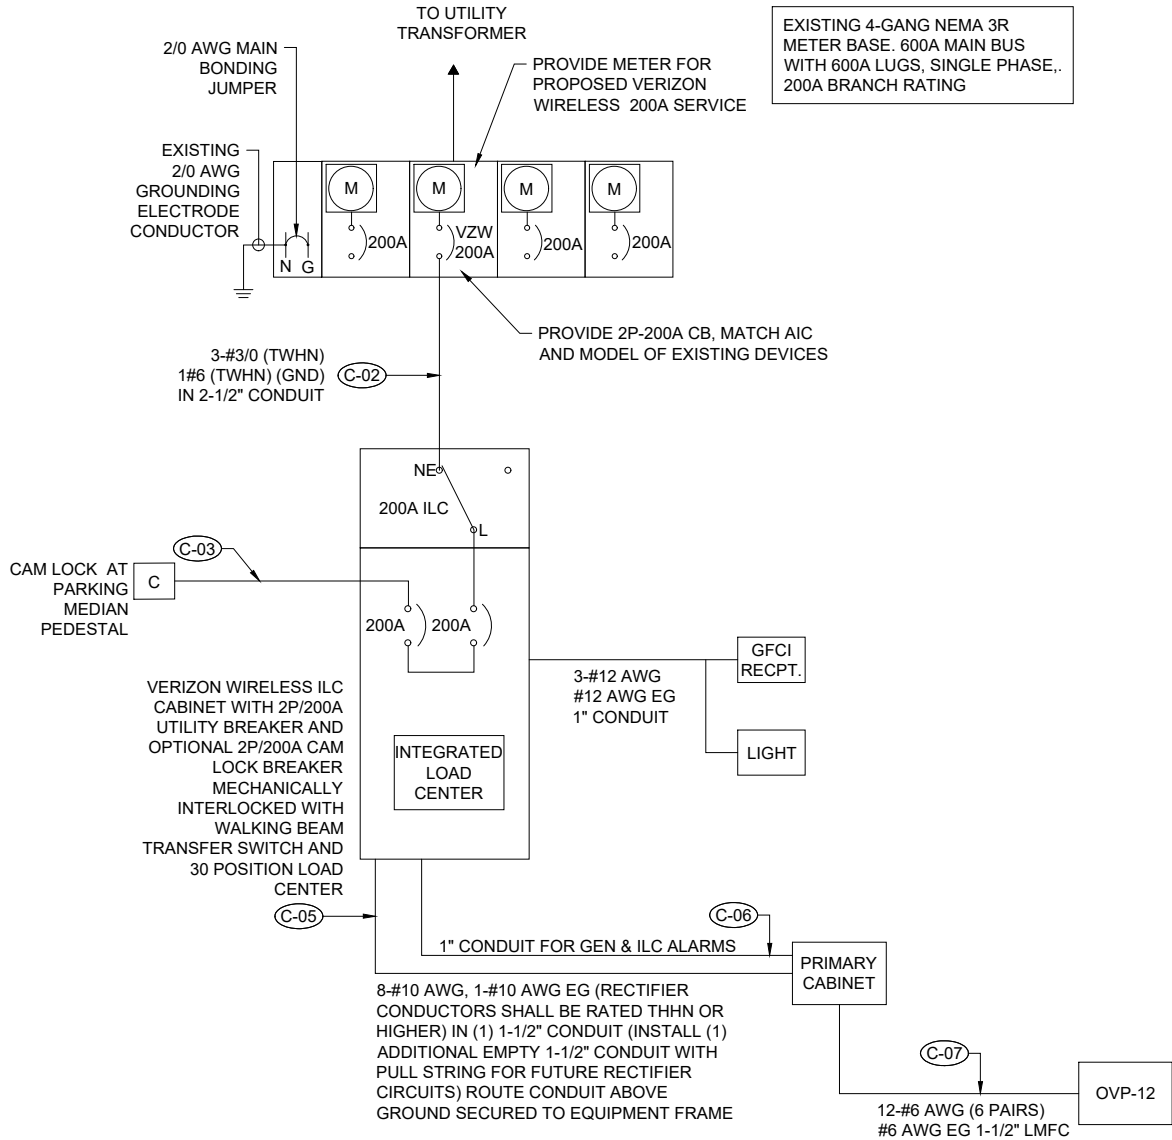 TO UTILITY
TRANSFORMER
EXISTING 4-GANG NEMA 3R
METER BASE. 600A MAIN BUS
WITH 600A LUGS, SINGLE PHASE,.
200A BRANCH RATING
2/0 AWG MAIN
BONDING
JUMPER
PROVIDE METER FOR
PROPOSED VERIZON
WIRELESS 200A SERVICE
EXISTING
2/0 AWG
GROUNDING
ELECTRODE
CONDUCTOR
M
M
M
M
200A
VZW
200A
200A
200A
N G
PROVIDE 2P-200A CB, MATCH AIC
AND MODEL OF EXISTING DEVICES
3-#3/0 (TWHN)
1#6 (TWHN) (GND)
IN 2-1/2" CONDUIT
C-02
NE
200A ILC
L
C-03
CAM LOCK AT
PARKING
MEDIAN
PEDESTAL
C
200A
200A
GFCI
RECPT.
3-#12 AWG
#12 AWG EG
1" CONDUIT
LIGHT
VERIZON WIRELESS ILC
CABINET WITH 2P/200A
UTILITY BREAKER AND
OPTIONAL 2P/200A CAM
LOCK BREAKER
MECHANICALLY
INTERLOCKED WITH
WALKING BEAM
TRANSFER SWITCH AND
30 POSITION LOAD
CENTER
INTEGRATED
LOAD
CENTER
C-05
C-06
1" CONDUIT FOR GEN & ILC ALARMS
PRIMARY
CABINET
8-#10 AWG, 1-#10 AWG EG (RECTIFIER
CONDUCTORS SHALL BE RATED THHN OR
HIGHER) IN (1) 1-1/2" CONDUIT (INSTALL (1)
ADDITIONAL EMPTY 1-1/2" CONDUIT WITH
PULL STRING FOR FUTURE RECTIFIER
CIRCUITS) ROUTE CONDUIT ABOVE
GROUND SECURED TO EQUIPMENT FRAME
C-07
OVP-12
12-#6 AWG (6 PAIRS)
#6 AWG EG 1-1/2" LMFC